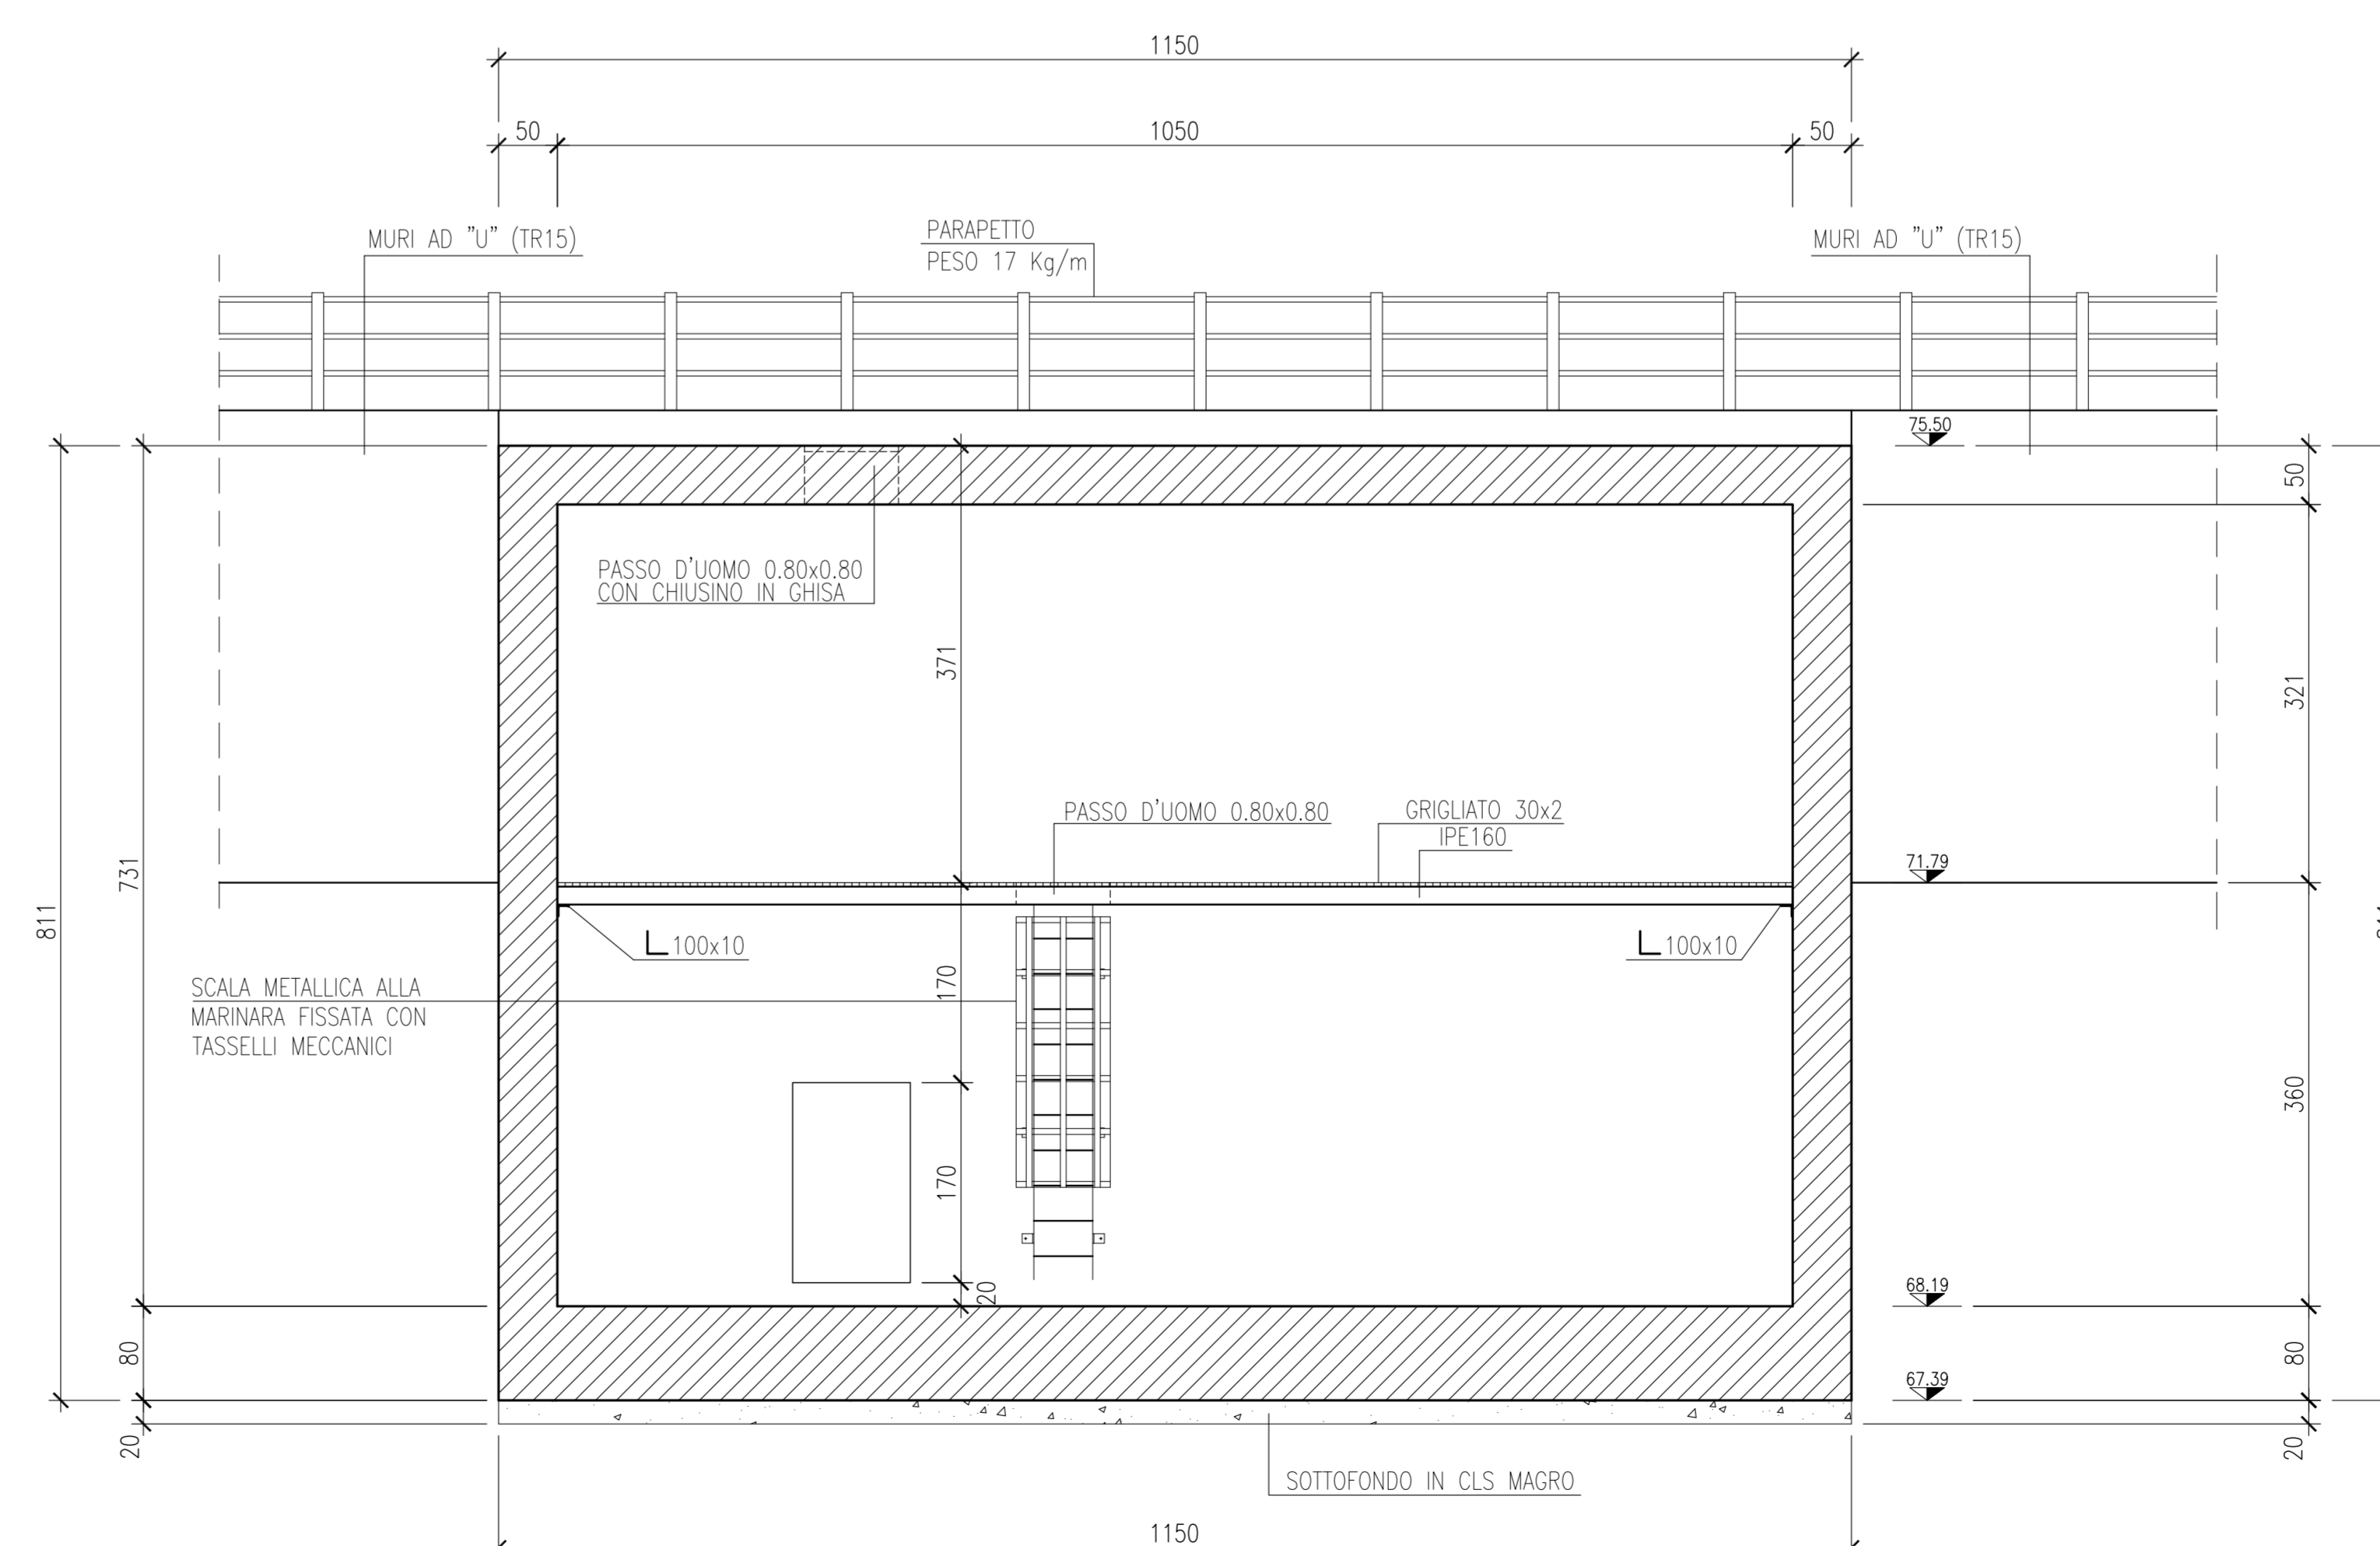 1150
50
1050
50
MURI AD "U" (TR15)
PARAPETTO
PESO 17 Kg/m
MURI AD "U" (TR15)
75.50
50
PASSO D'UOMO 0.80x0.80
CON CHIUSINO IN GHISA
371
321
PASSO D'UOMO 0.80x0.80
GRIGLIATO 30x2
IPE160
71.79
731
811
L 100x10
L 100x10
SCALA METALLICA ALLA
MARINARA FISSATA CON
TASSELLI MECCANICI
170
360
170
20
68.19
80
80
67.39
20
20
SOTTOFONDO IN CLS MAGRO
1150